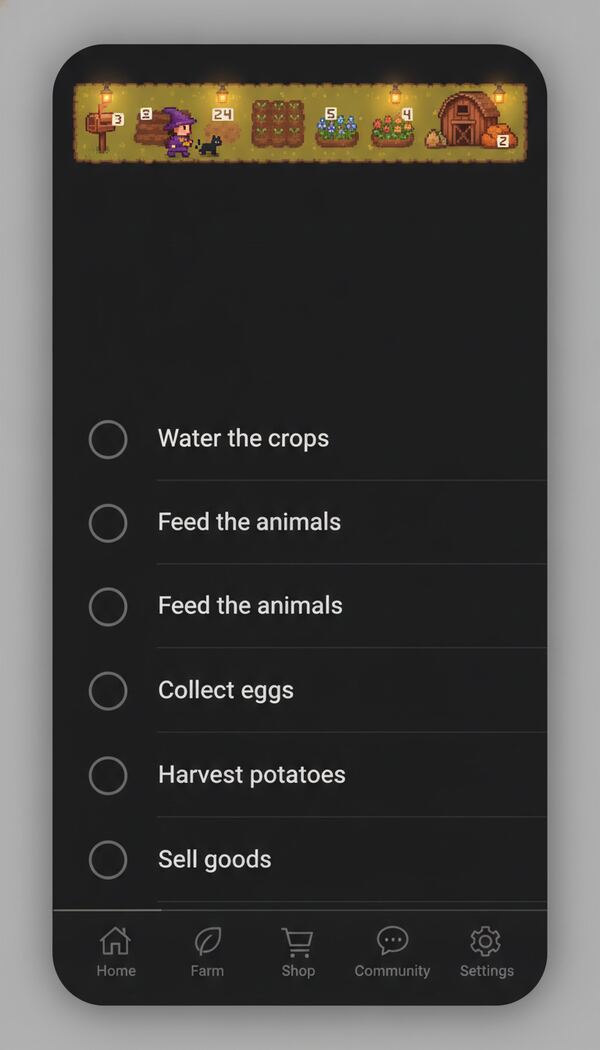 3
24
5
4
2
Water the crops
Feed the animals
Feed the animals
Collect eggs
Harvest potatoes
Sell goods
Home
Farm
Shop
Community
Settings